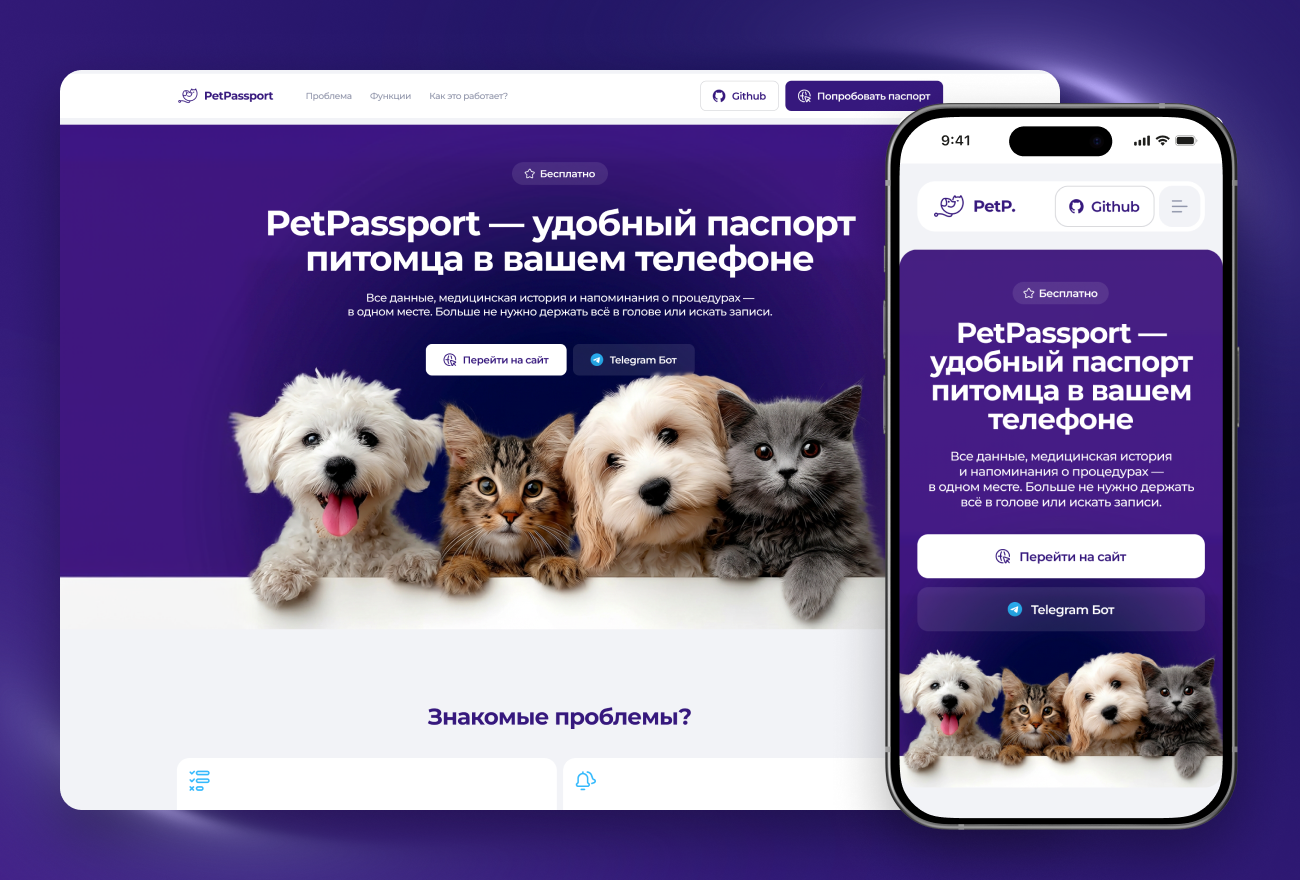 PetPassport
Проблема
Функции
Как это работает?
Github
Попробовать паспорт
Бесплатно
PetPassport — удобный паспорт
питомца в вашем телефоне
Все данные, медицинская история и напоминания о процедурах —
в одном месте. Больше не нужно держать всё в голове или искать записи.
Перейти на сайт
Telegram Бот
Знакомые проблемы?
9:41
PetP.
Github
Бесплатно
PetPassport —
удобный паспорт
питомца в вашем
телефоне
Все данные, медицинская история
и напоминания о процедурах —
в одном месте. Больше не нужно держать
всё в голове или искать записи.
Перейти на сайт
Telegram Бот